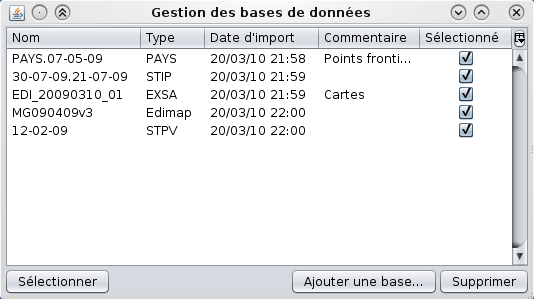 Gestion des bases de données
Nom Type Date d'import Commentaire Sélectionné
PAYS.07-05-09 PAYS 20/03/10 21:58 Points fronti...
30-07-09.21-07-09 STIP 20/03/10 21:59
EDI_20090310_01 EXSA 20/03/10 21:59 Cartes
MG090409v3 Edimap 20/03/10 22:00
12-02-09 STPV 20/03/10 22:00
Sélectionner Ajouter une base... Supprimer